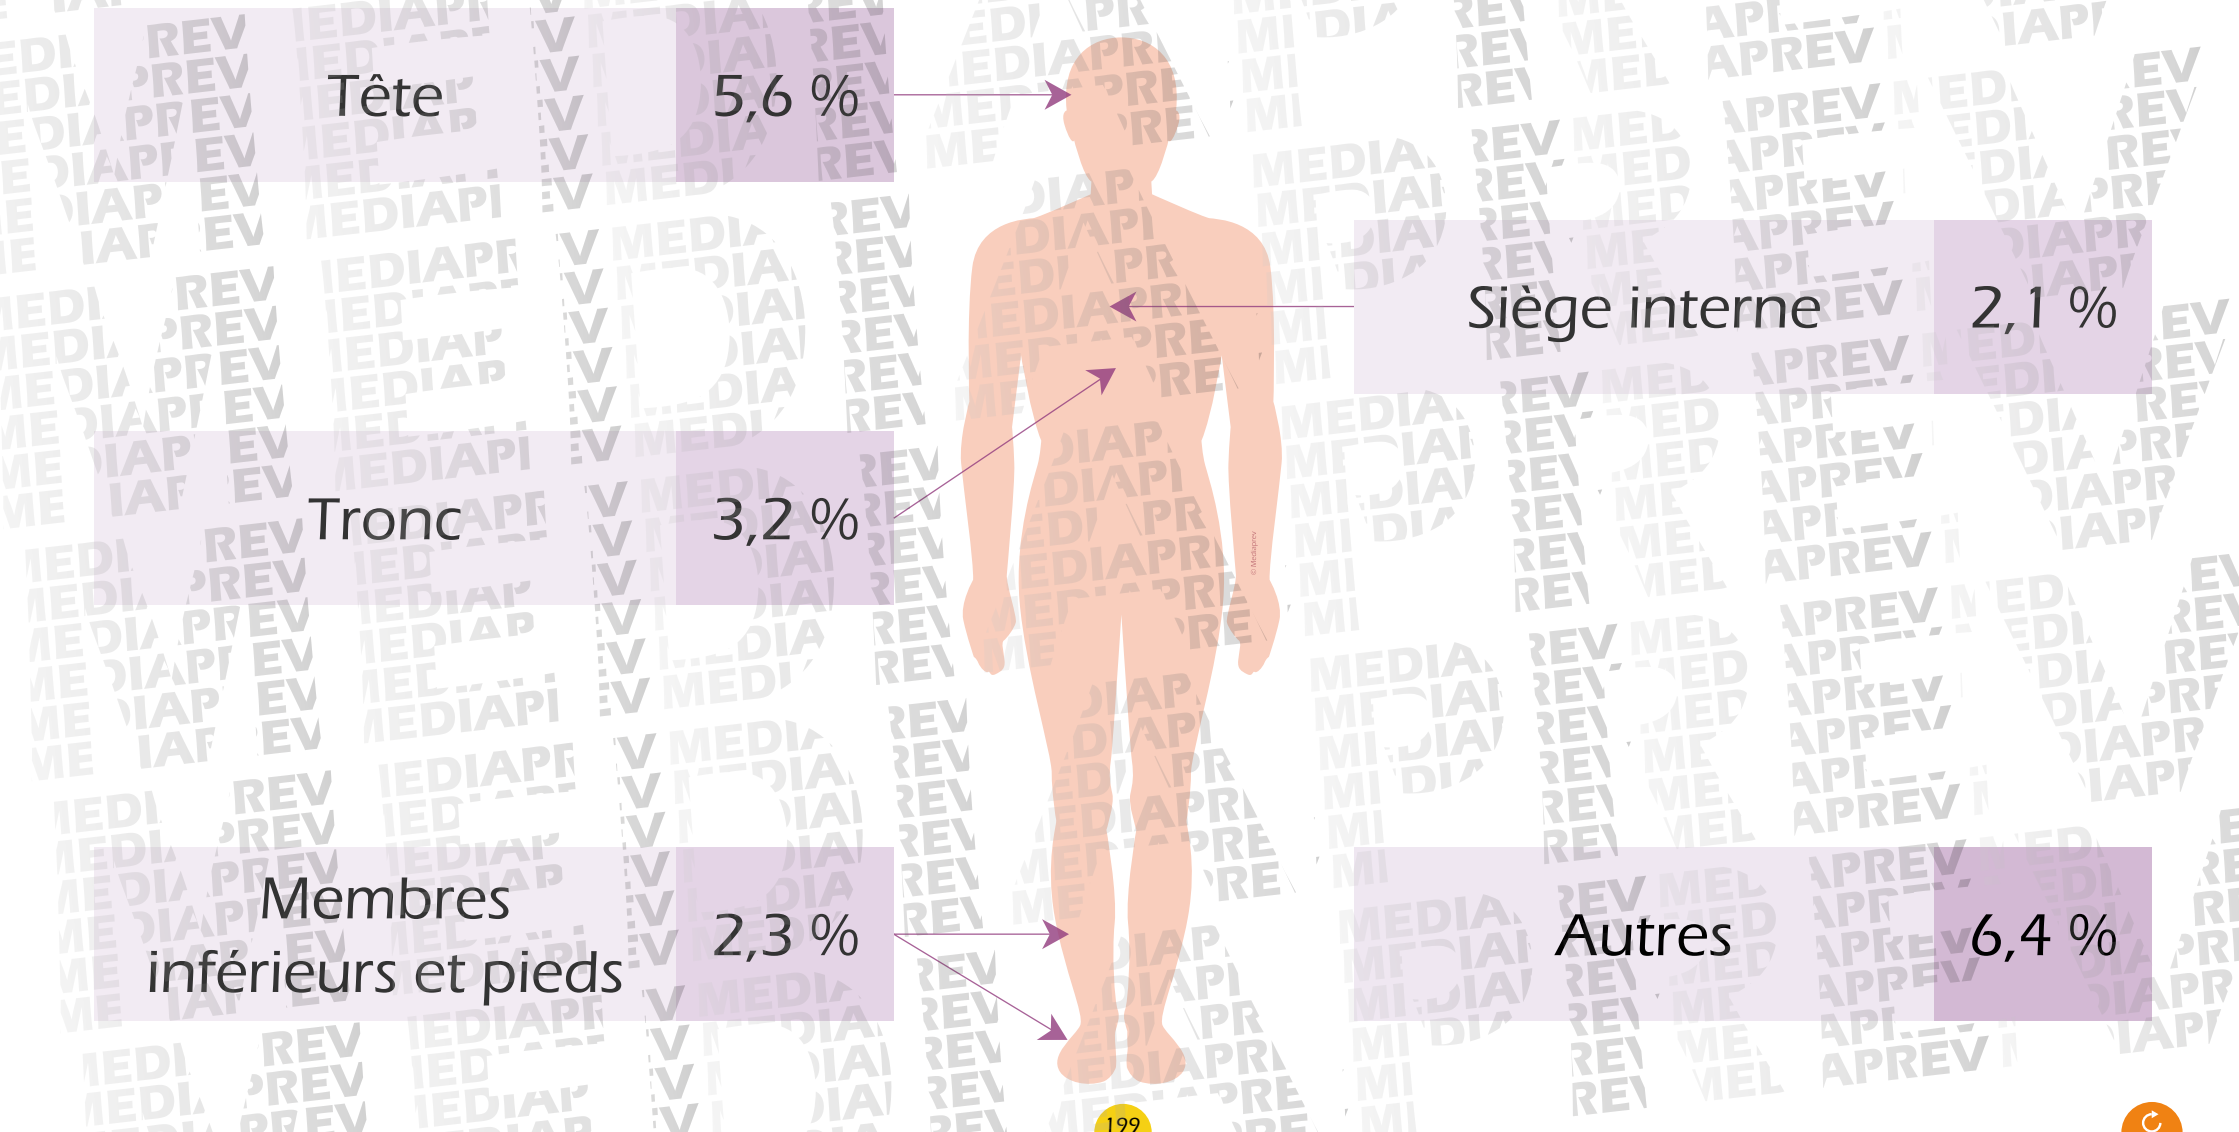 Tête
5,6 %
Siège interne
2,1 %
Tronc
3,2 %
© Mediaprev
Membres
inférieurs et pieds
2,3 %
Autres
6,4 %
199